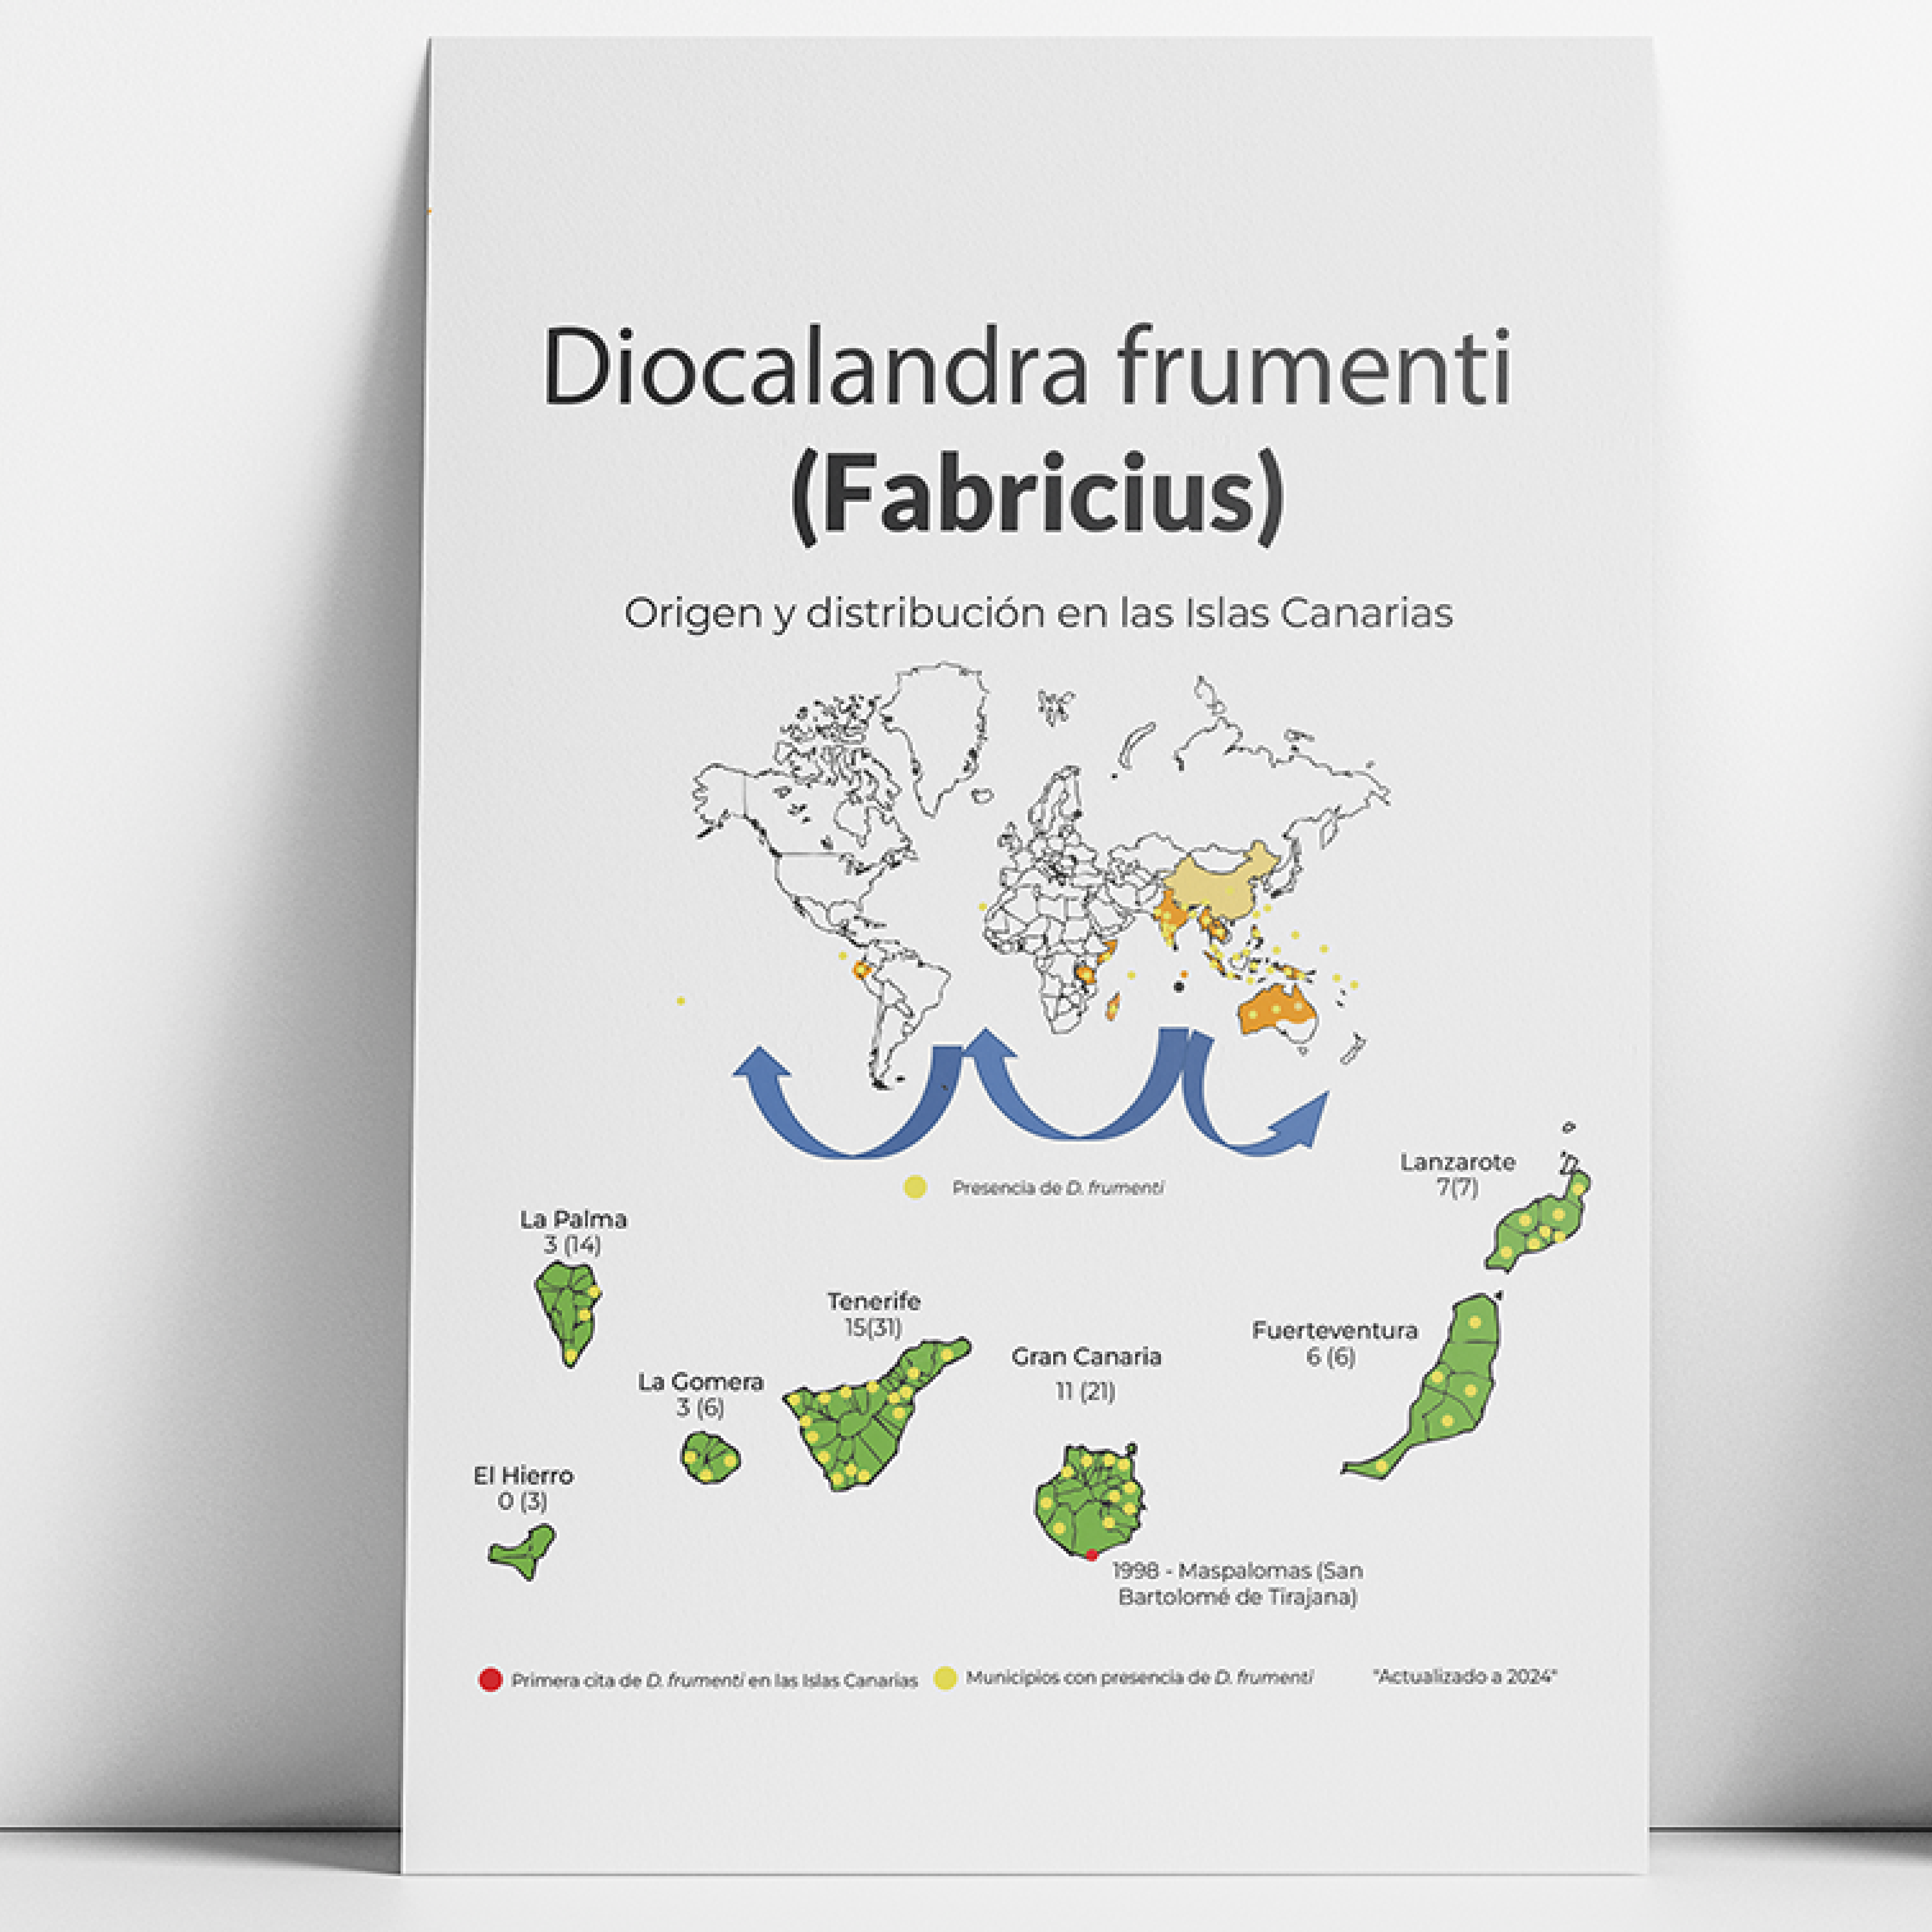 Diocalandra frumenti
(Fabricius)
Origen y distribución en las Islas Canarias
Presencia de D. frumenti
Lanzarote
7(7)
La Palma
3 (14)
Tenerife
15(31)
Fuerteventura
6 (6)
Gran Canaria
11 (21)
La Gomera
3 (6)
El Hierro
0 (3)
1998 - Maspalomas (San
Bartolomé de Tirajana)
Primera cita de D. frumenti en las Islas Canarias
Municipios con presencia de D. frumenti
"Actualizado a 2024"